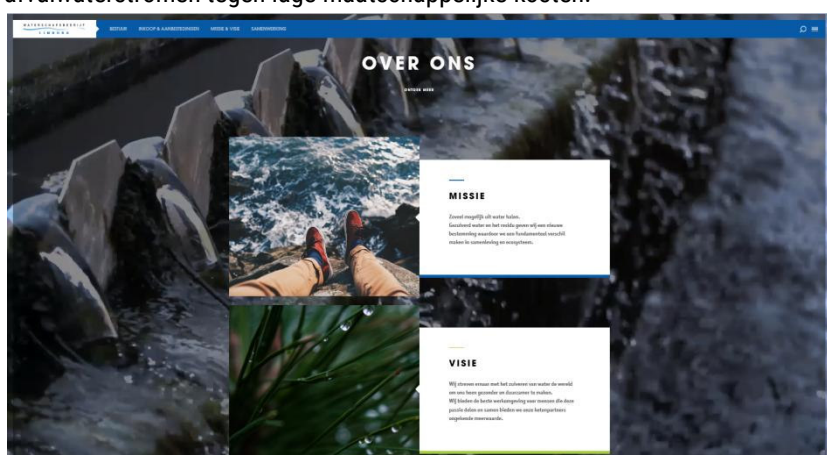 afvalwaterstromen tegen lage maatschappelijke kosten.
WATERSCHAPSBEDRIJF
LIMBURG
BESTUUR INKOOP & AANBESTEDINGEN MISSIE & VISIE SAMENWERKING
OVER ONS
ONTDEK MEER
MISSIE
Zoveel mogelijk uit water halen.
Gezuiverd water en het residu geven wij een nieuwe
bestemming waardoor we een fundamenteel verschil
maken in samenleving en ecosysteem.
VISIE
Wij streven ernaar met het zuiveren van water de wereld
om ons heen gezonder en duurzamer te maken.
Wij bieden de beste werkomgeving voor mensen die deze
passie delen en samen bieden we onze ketenpartners
ongekende meerwaarde.